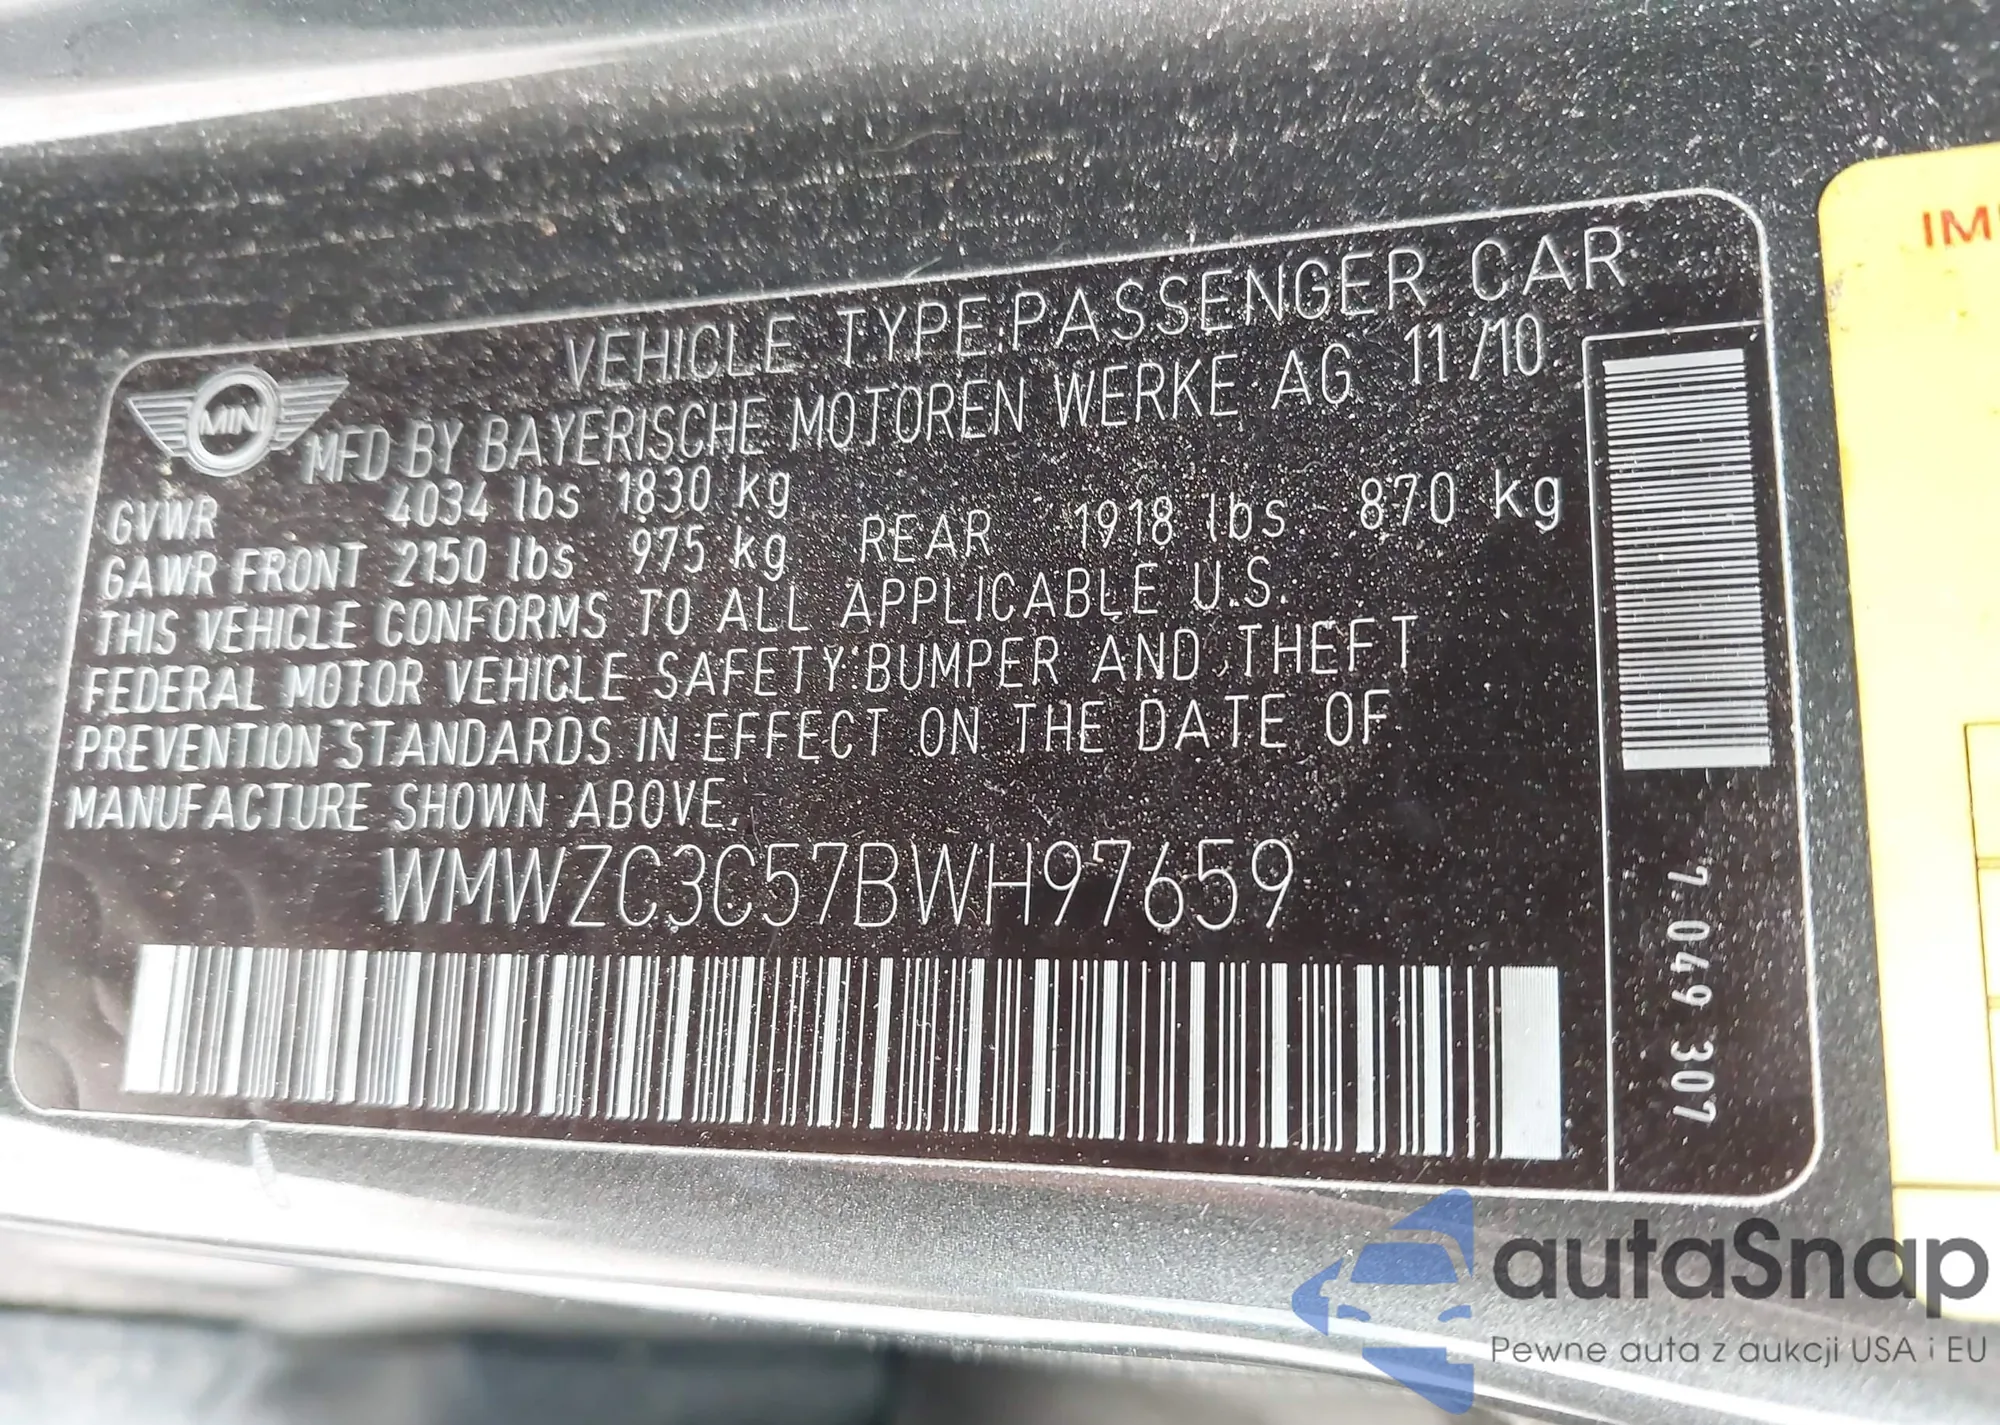 VEHICLE TYPE:PASSENGER CAR
MINI
MFD BY BAYERISCHE MOTOREN WERKE AG 11/10
GVWR 4034 lbs 1830 kg
GAWR FRONT 2150 lbs 975 kg REAR 1918 lbs 870 kg
THIS VEHICLE CONFORMS TO ALL APPLICABLE U.S.
FEDERAL MOTOR VEHICLE SAFETY:BUMPER AND THEFT
PREVENTION STANDARDS IN EFFECT ON THE DATE OF
MANUFACTURE SHOWN ABOVE.
WMWZC3C57BWH97659
7.049 307
IM
autaSnap
Pewne auta z aukcji USA i EU